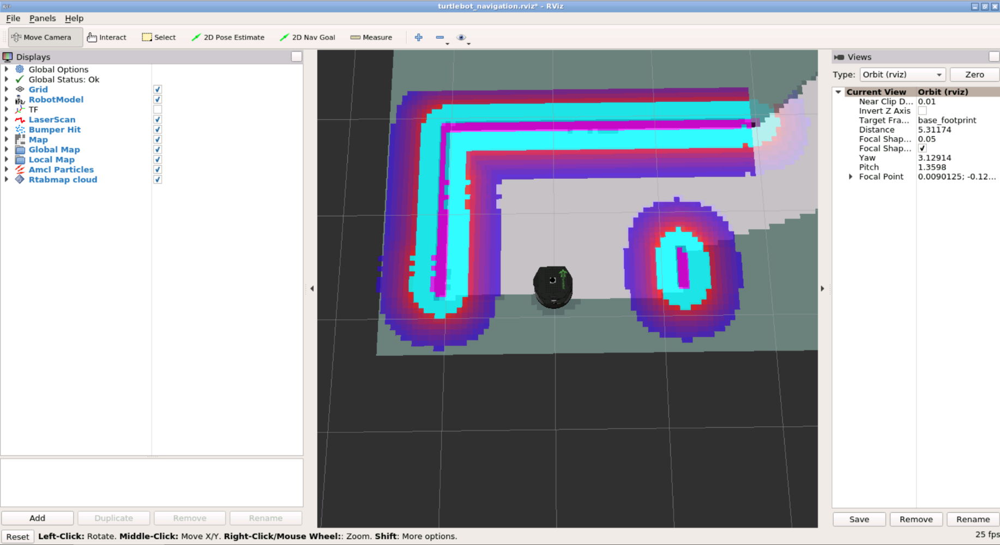 turtlebot_navigation.rviz* - RViz
File Panels Help
Move Camera Interact Select 2D Pose Estimate 2D Nav Goal Measure
Displays
Global Options
Global Status: Ok
Grid
RobotModel
TF
LaserScan
Bumper Hit
Map
Global Map
Local Map
Amcl Particles
Rtabmap cloud
Add Duplicate Remove Rename
Views
Type: Orbit (rviz) Zero
Current View Orbit (rviz)
Near Clip D... 0.01
Invert Z Axis
Target Fra... base_footprint
Distance 5.31174
Focal Shap... 0.05
Focal Shap...
Yaw 3.12914
Pitch 1.3598
Focal Point 0.0090125; -0.12...
Save Remove Rename
Reset Left-Click: Rotate. Middle-Click: Move X/Y. Right-Click/Mouse Wheel:: Zoom. Shift: More options. 25 fps